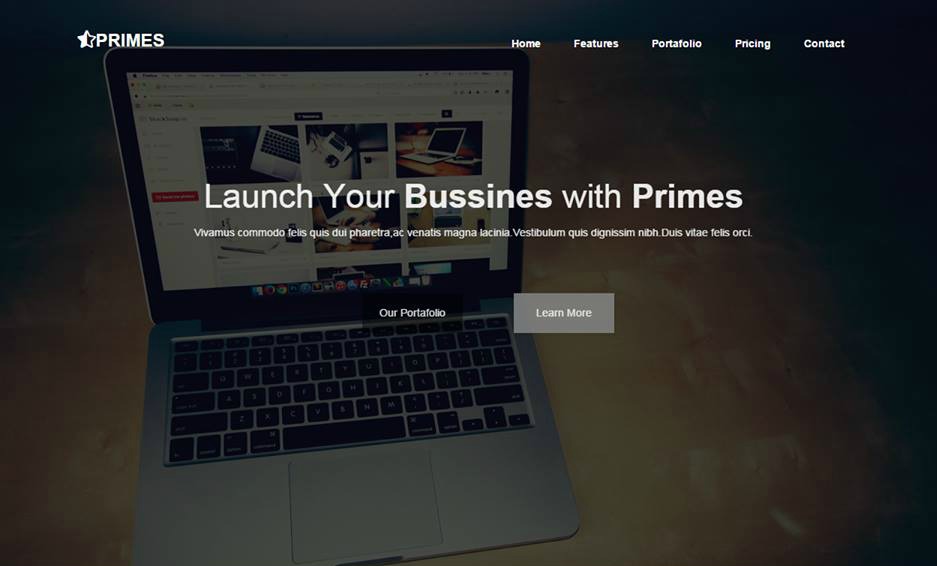 PRIMES
Home Features Portafolio Pricing Contact
Launch Your Bussines with Primes
Vivamus commodo felis quis dui pharetra,ac venatis magna lacinia.Vestibulum quis dignissim nibh.Duis vitae felis orci.
Our Portafolio Learn More